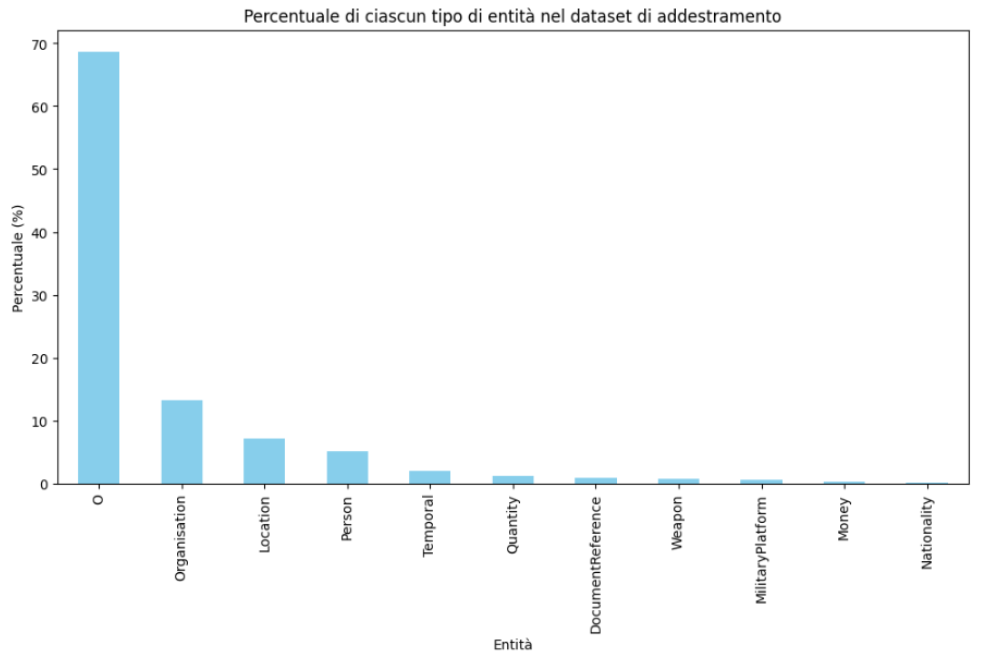 Percentuale di ciascun tipo di entità nel dataset di addestramento
Percentuale (%)
70
60
50
40
30
20
10
0
O
Organisation
Location
Person
Temporal
Quantity
DocumentReference
Weapon
MilitaryPlatform
Money
Nationality
Entità